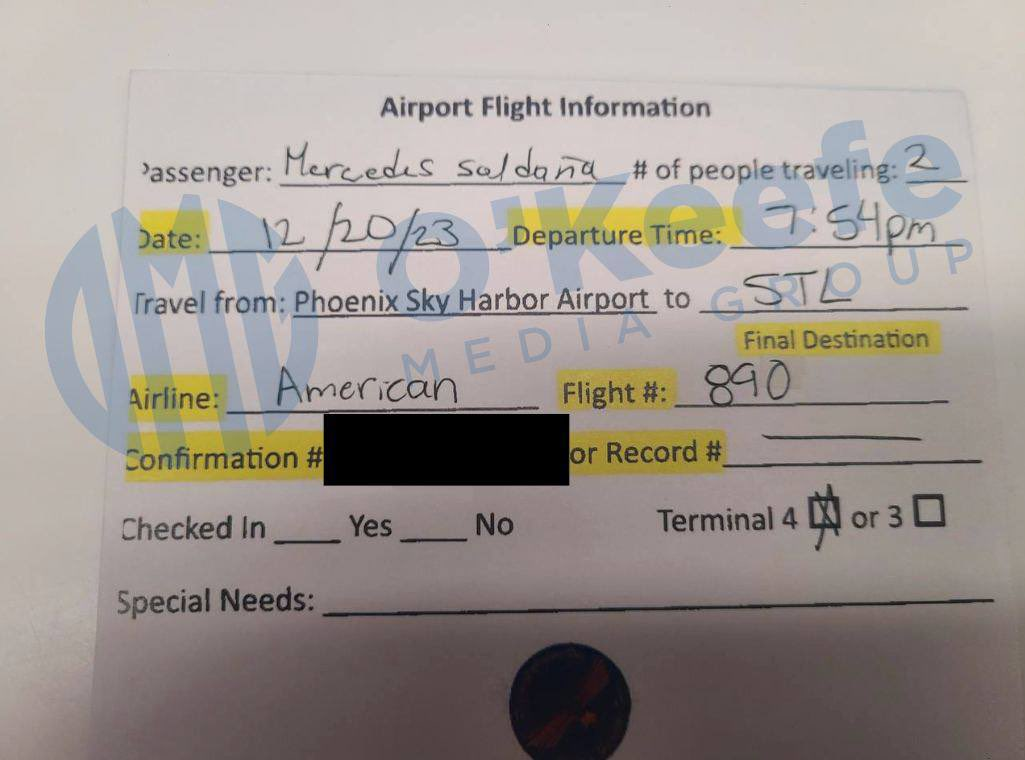 Airport Flight Information
Passenger: Mercedes Saldaña # of people traveling: 2
Date: 12/20/23 Departure Time: 7:54pm
Travel from: Phoenix Sky Harbor Airport to STL
Final Destination
Airline: American Flight #: 890
Confirmation # or Record #
Checked In ____ Yes ____ No Terminal 4 ☒ or 3 ☐
Special Needs:
O'Keefe
MEDIA GROUP